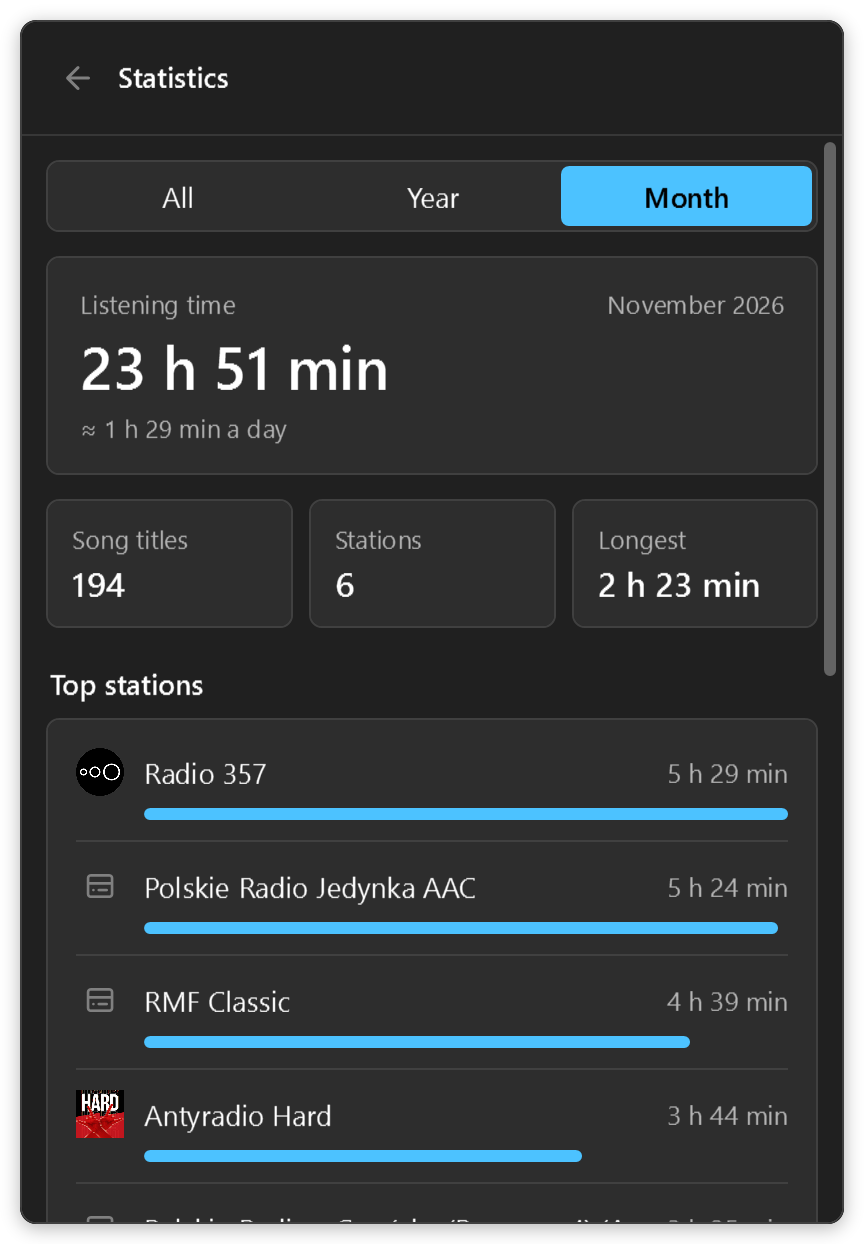 Statistics
All Year Month
Listening time November 2026
23 h 51 min
≈ 1 h 29 min a day
Song titles Stations Longest
194 6 2 h 23 min
Top stations
Radio 357 5 h 29 min
Polskie Radio Jedynka AAC 5 h 24 min
RMF Classic 4 h 39 min
HARD
Antyradio Hard 3 h 44 min